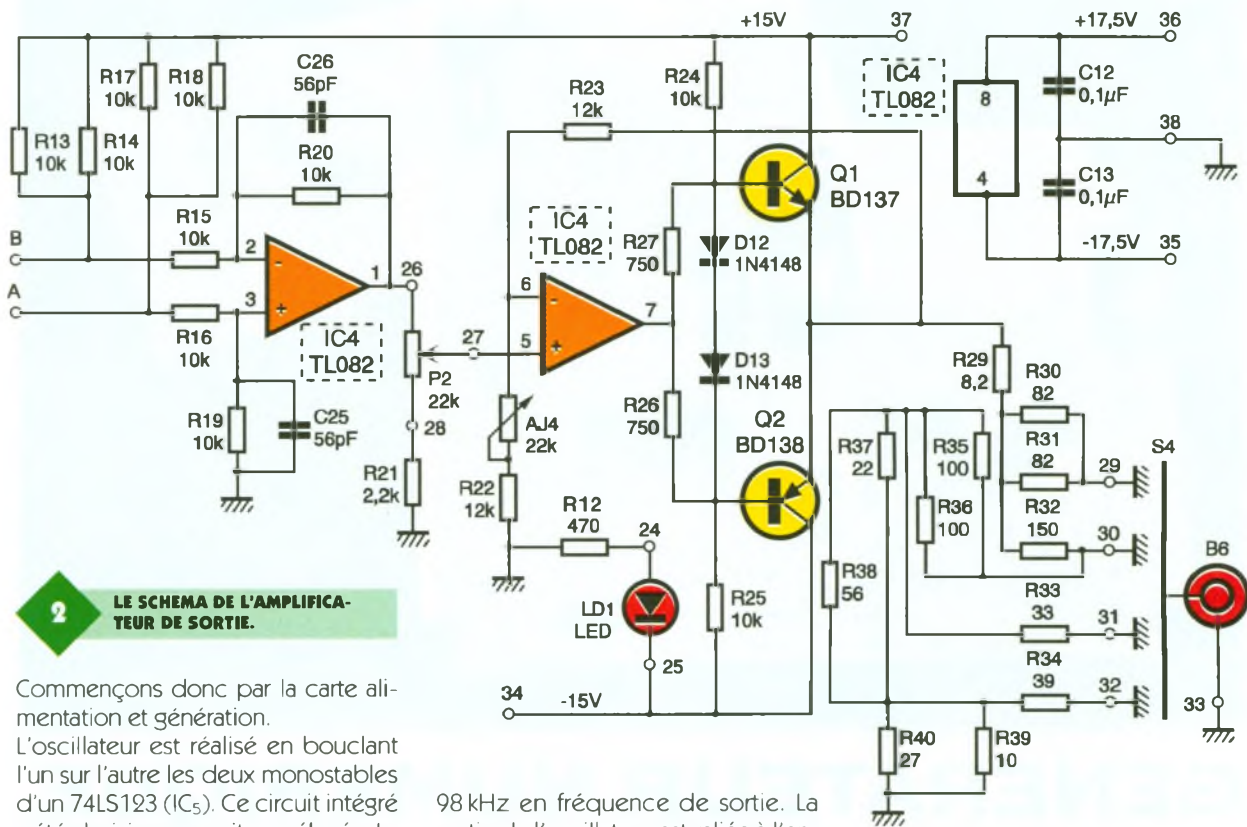 +15V 37
+17,5V 36
R17
10k
R18
10k
C26
56pF
R24
10k
IC4
TL082
C12
0,1µF
R23
12k
R13
10k
R14
10k
R20
10k
8
4
38
C13
0,1µF
Q1
BD137
IC4
TL082
B
R15
10k
2
-
1
26
R27
750
D12
1N4148
-17,5V 35
A
R16
10k
3
+
6
-
7
5
+
27
IC4
TL082
P2
22k
R26
750
D13
1N4148
R29
8,2
R30
82
R19
10k
C25
56pF
28
AJ4
22k
Q2
BD138
R37
22
R35
100
R31
82
29
S4
R21
2,2k
R22
12k
R12
470
24
R36
100
R32
150
30
B6
R38
56
R33
33
31
LD1
LED
R25
10k
R34
39
32
25
33
34
-15V
R40
27
R39
10
2
LE SCHEMA DE L'AMPLIFICA-
TEUR DE SORTIE.
Commençons donc par la carte ali-
mentation et génération.
L'oscillateur est réalisé en bouclant
l'un sur l'autre les deux monostables
d'un 74LS123 (IC5). Ce circuit intégré
98 kHz en fréquence de sortie. La